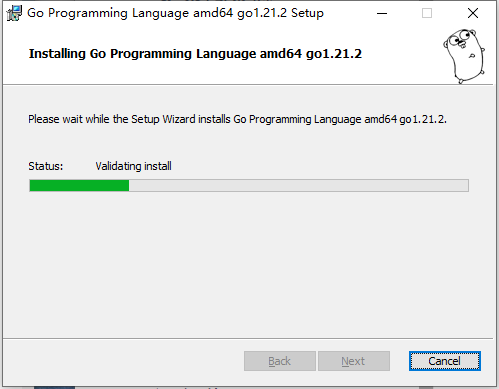 Go Programming Language amd64 go1.21.2 Setup
Installing Go Programming Language amd64 go1.21.2
Please wait while the Setup Wizard installs Go Programming Language amd64 go1.21.2.
Status: Validating install
Back Next Cancel